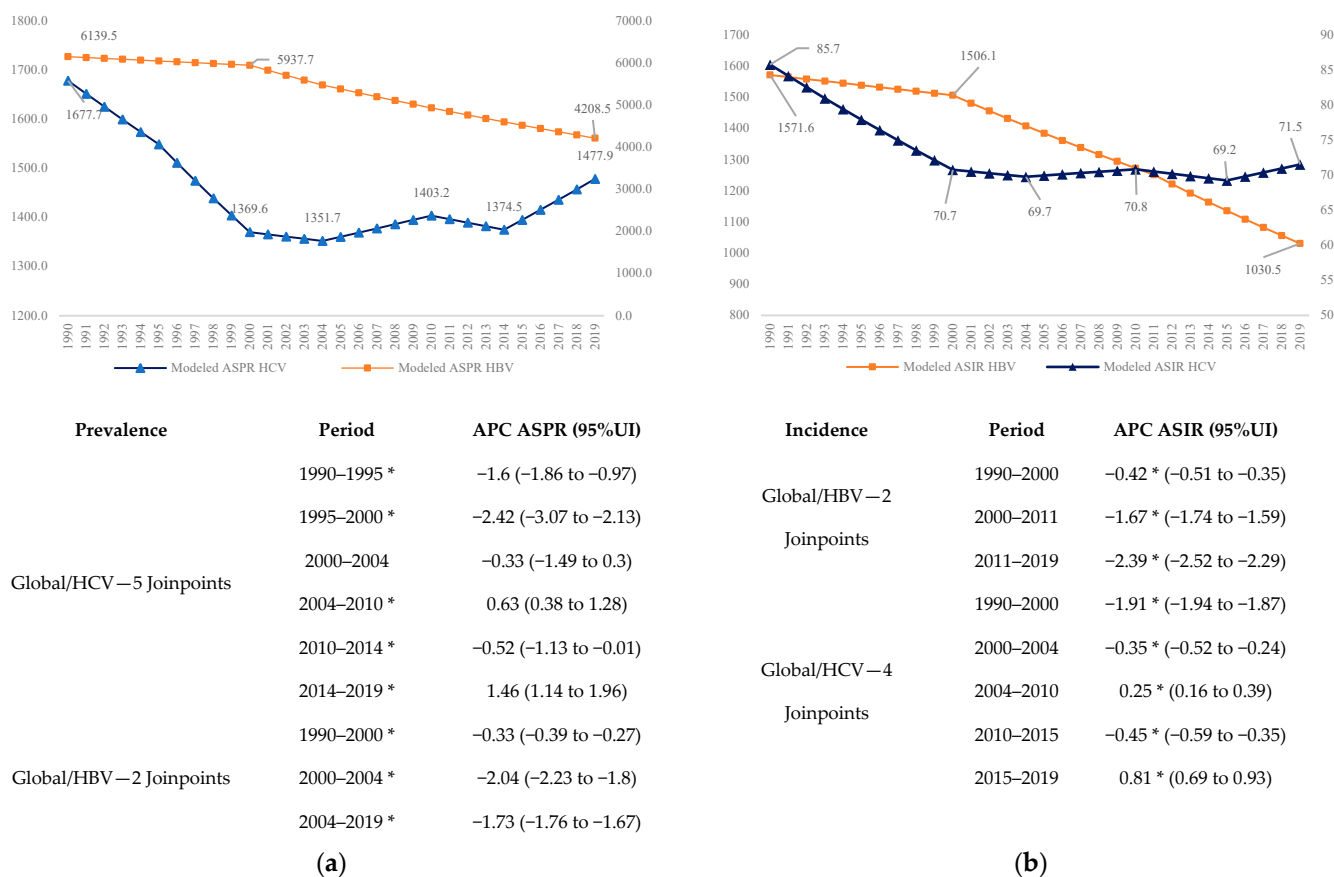 1800.0
1700.0
1600.0
1500.0
1400.0
1300.0
1200.0
7000.0
6000.0
5000.0
4000.0
3000.0
2000.0
1000.0
0.0
6139.5
5937.7
4208.5
1677.7
1369.6
1351.7
1403.2
1374.5
1477.9
1990 1991 1992 1993 1994 1995 1996 1997 1998 1999 2000 2001 2002 2003 2004 2005 2006 2007 2008 2009 2010 2011 2012 2013 2014 2015 2016 2017 2018 2019
Modeled ASPR HCV Modeled ASPR HBV
Prevalence Period APC ASPR (95%UI)
Global/HCV—5 Joinpoints
1990–1995 * −1.6 (−1.86 to −0.97)
1995–2000 * −2.42 (−3.07 to −2.13)
2000–2004 −0.33 (−1.49 to 0.3)
2004–2010 * 0.63 (0.38 to 1.28)
2010–2014 * −0.52 (−1.13 to −0.01)
2014–2019 * 1.46 (1.14 to 1.96)
Global/HBV—2 Joinpoints
1990–2000 * −0.33 (−0.39 to −0.27)
2000–2004 * −2.04 (−2.23 to −1.8)
2004–2019 * −1.73 (−1.76 to −1.67)
(a)
1700
1600
1500
1400
1300
1200
1100
1000
900
800
90
85
80
75
70
65
60
55
50
85.7
1571.6
1506.1
70.7
69.7
70.8
69.2
71.5
1030.5
1990 1991 1992 1993 1994 1995 1996 1997 1998 1999 2000 2001 2002 2003 2004 2005 2006 2007 2008 2009 2010 2011 2012 2013 2014 2015 2016 2017 2018 2019
Modeled ASIR HBV Modeled ASIR HCV
Incidence Period APC ASIR (95%UI)
Global/HBV—2
Joinpoints
1990–2000 −0.42 * (−0.51 to −0.35)
2000–2011 −1.67 * (−1.74 to −1.59)
2011–2019 −2.39 * (−2.52 to −2.29)
Global/HCV—4
Joinpoints
1990–2000 −1.91 * (−1.94 to −1.87)
2000–2004 −0.35 * (−0.52 to −0.24)
2004–2010 0.25 * (0.16 to 0.39)
2010–2015 −0.45 * (−0.59 to −0.35)
2015–2019 0.81 * (0.69 to 0.93)
(b)